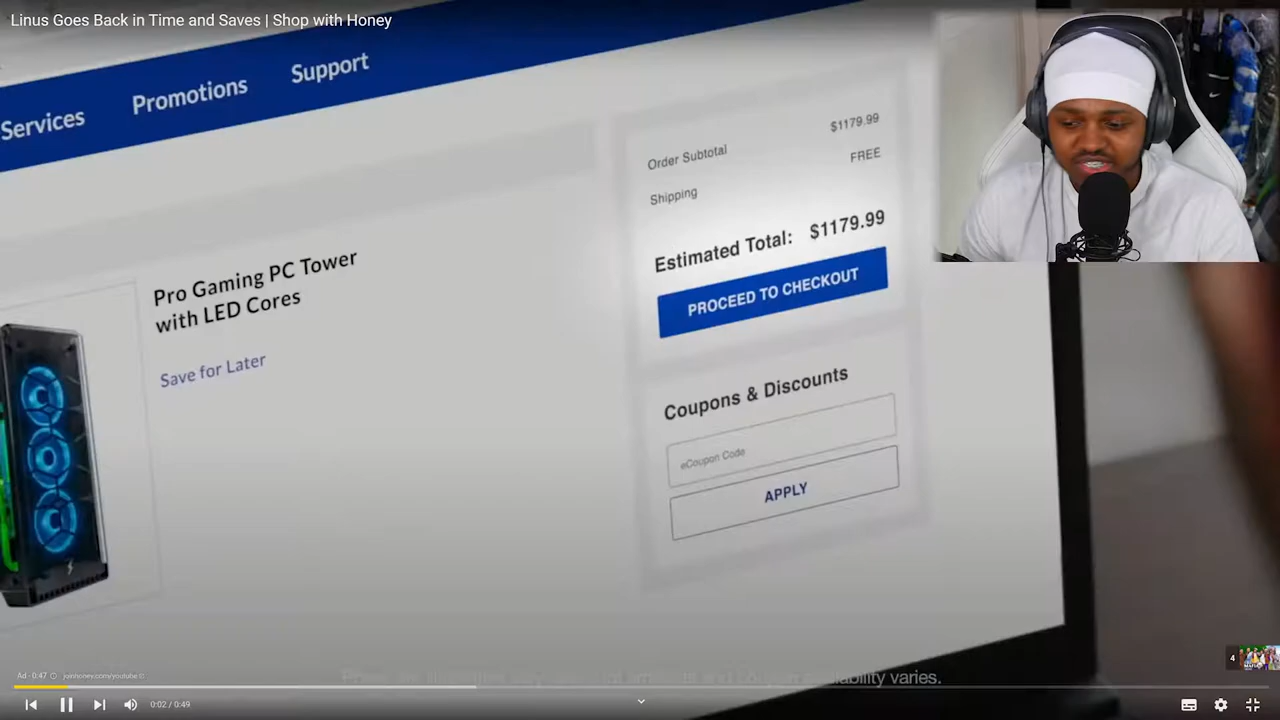 Linus Goes Back in Time and Saves | Shop with Honey
Services
Promotions
Support
Order Subtotal
$1179.99
Shipping
FREE
Estimated Total: $1179.99
PROCEED TO CHECKOUT
Pro Gaming PC Tower
with LED Cores
Save for Later
Coupons & Discounts
eCoupon Code
APPLY
ability varies.
4
Ad · 0:47
joinhoney.com/youtube
0:02 / 0:49